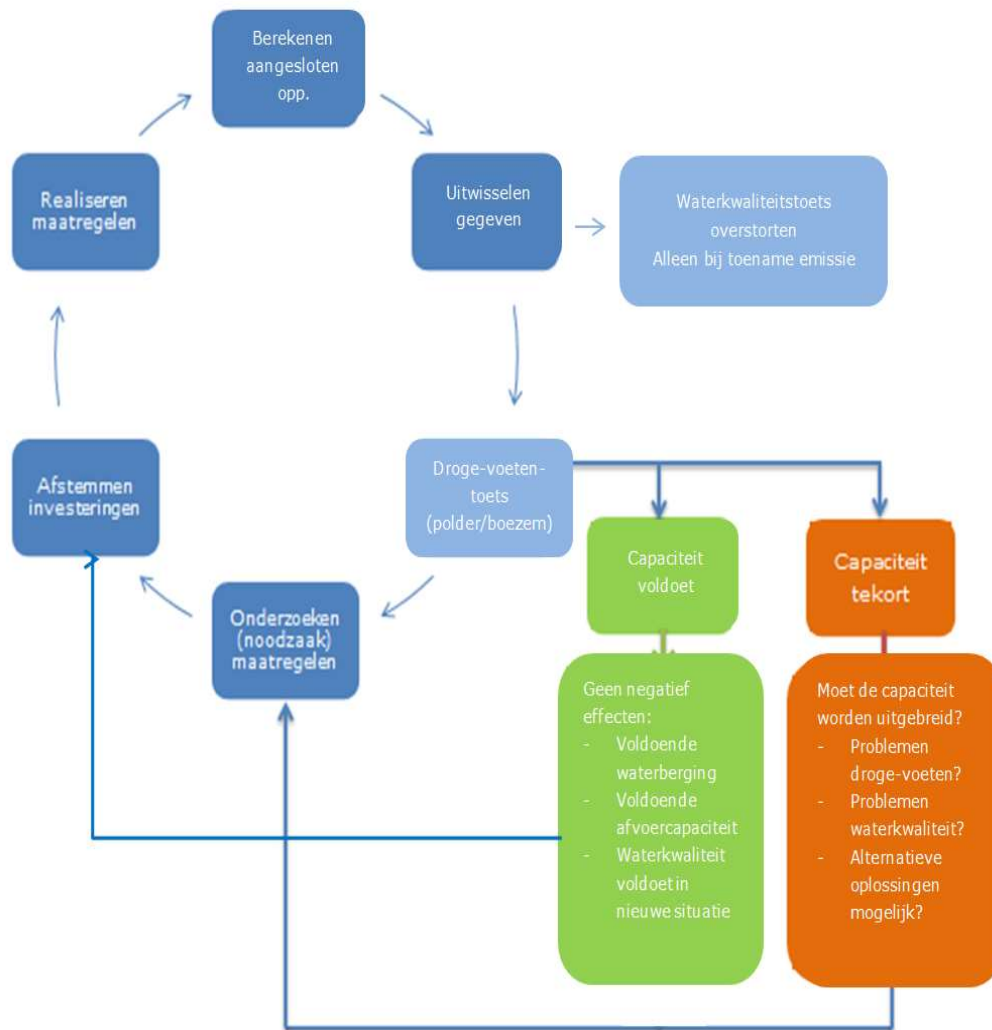 Berekenen
aangesloten
opp.
Uitwisselen
gegeven
Waterkwaliteitstoets
overstorten
Alleen bij toename emissie
Realiseren
maatregelen
Droge-voeten-
toets
(polder/boezem)
Afstemmen
investeringen
Onderzoeken
(noodzaak)
maatregelen
Capaciteit
voldoet
Capaciteit
tekort
Geen negatief
effecten:
- Voldoende
waterberging
- Voldoende
afvoercapaciteit
- Waterkwaliteit
voldoet in
nieuwe situatie
Moet de capaciteit
worden uitgebreid?
- Problemen
droge-voeten?
- Problemen
waterkwaliteit?
- Alternatieve
oplossingen
mogelijk?